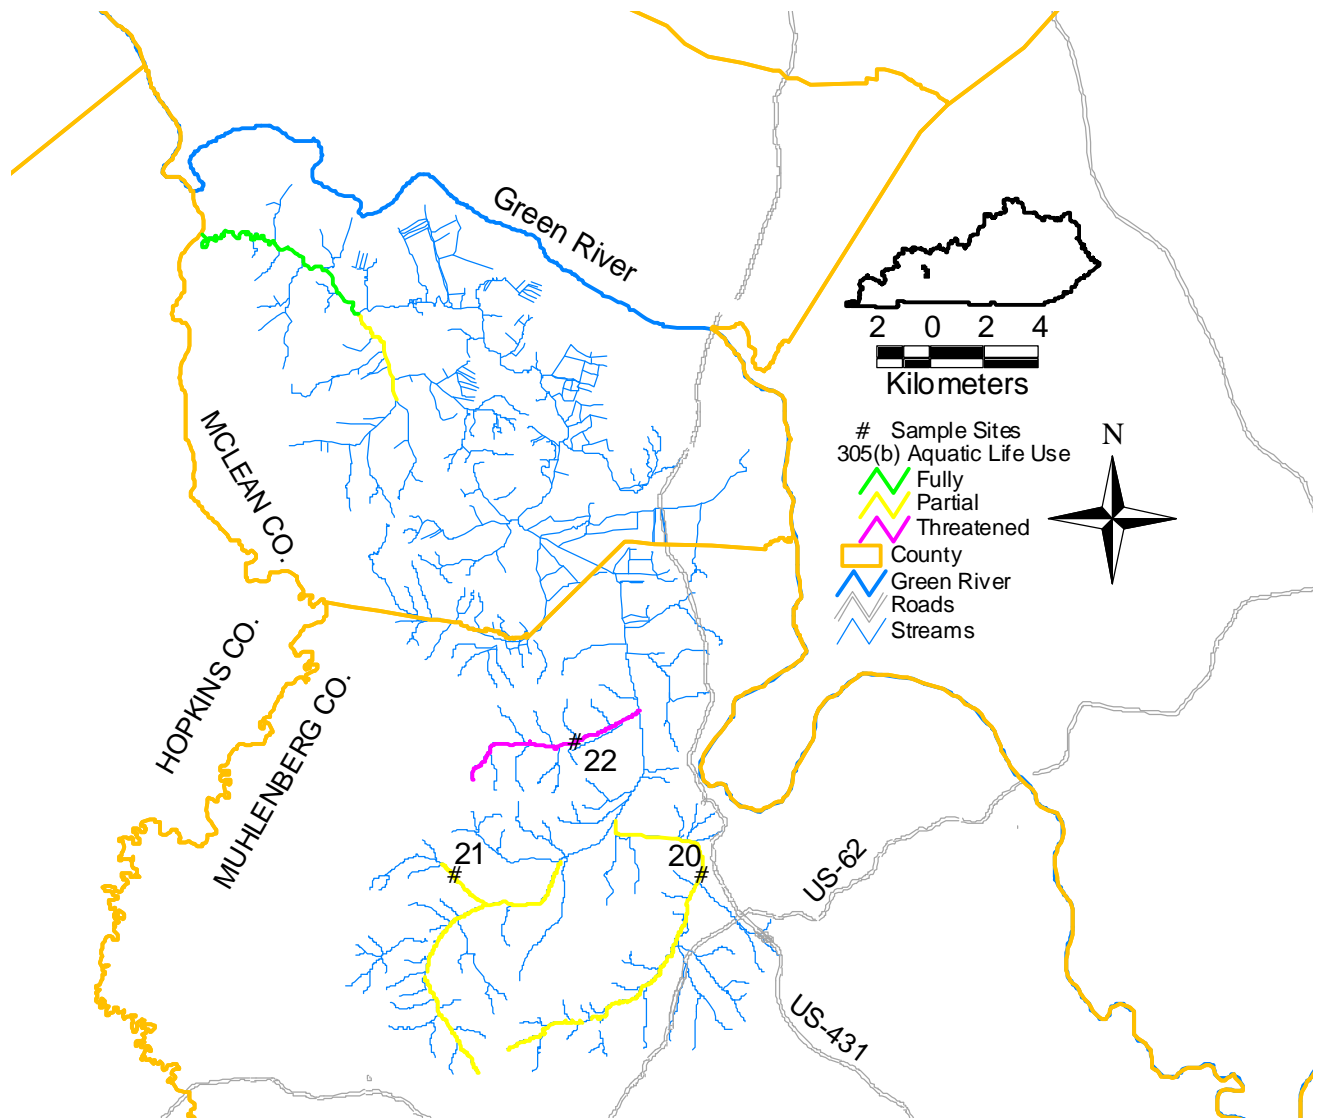 Green River
2 0 2 4
Kilometers
MCLEAN CO.
# Sample Sites
305(b) Aquatic Life Use
Fully
Partial
Threatened
County
Green River
Roads
Streams
N
HOPKINS CO.
MUHLENBERG CO.
#
22
21
#
20
#
US-62
US-431